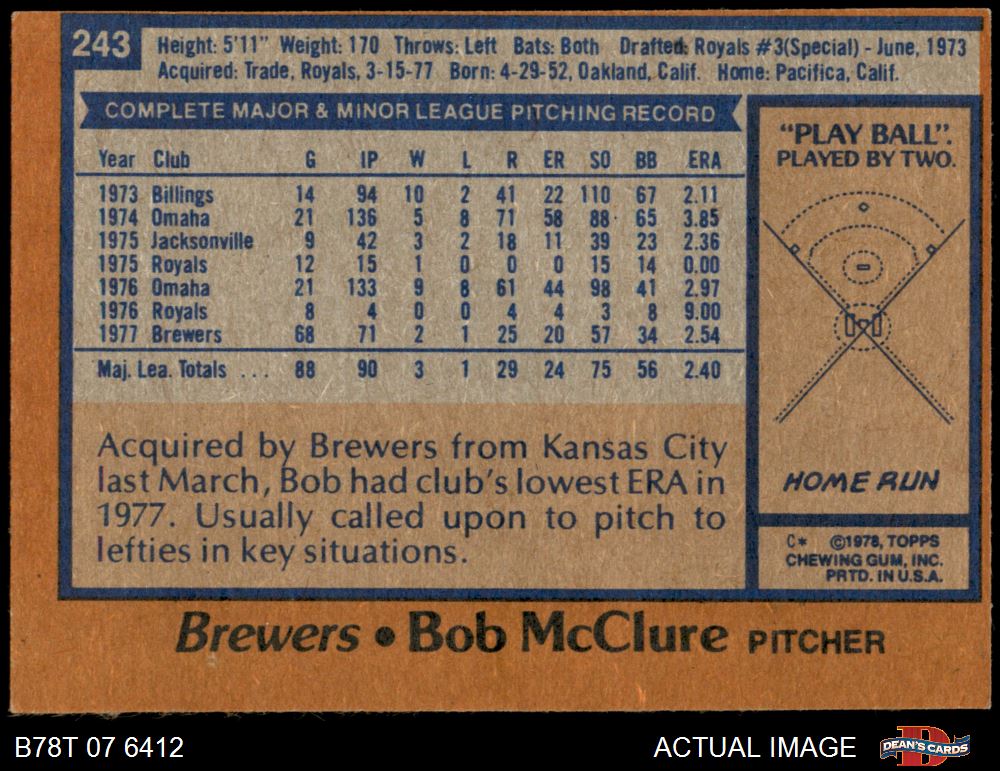 243
Height: 5'11" Weight: 170 Throws: Left Bats: Both Drafted: Royals #3(Special) - June, 1973
Acquired: Trade, Royals, 3-15-77 Born: 4-29-52, Oakland, Calif. Home: Pacifica, Calif.
COMPLETE MAJOR & MINOR LEAGUE PITCHING RECORD
Year Club G IP W L R ER SO BB ERA
1973 Billings 14 94 10 2 41 22 110 67 2.11
1974 Omaha 21 136 5 8 71 58 88 65 3.85
1975 Jacksonville 9 42 3 2 18 11 39 23 2.36
1975 Royals 12 15 1 0 0 0 15 14 0.00
1976 Omaha 21 133 9 8 61 44 98 41 2.97
1976 Royals 8 4 0 0 4 4 3 8 9.00
1977 Brewers 68 71 2 1 25 20 57 34 2.54
Maj. Lea. Totals ... 88 90 3 1 29 24 75 56 2.40
Acquired by Brewers from Kansas City
last March, Bob had club's lowest ERA in
1977. Usually called upon to pitch to
lefties in key situations.
"PLAY BALL".
PLAYED BY TWO.
HOME RUN
C* ©1978, TOPPS
CHEWING GUM, INC.
PRTD. IN U.S.A.
Brewers • Bob McClure PITCHER
B78T 07 6412
ACTUAL IMAGE
DEAN'S CARDS